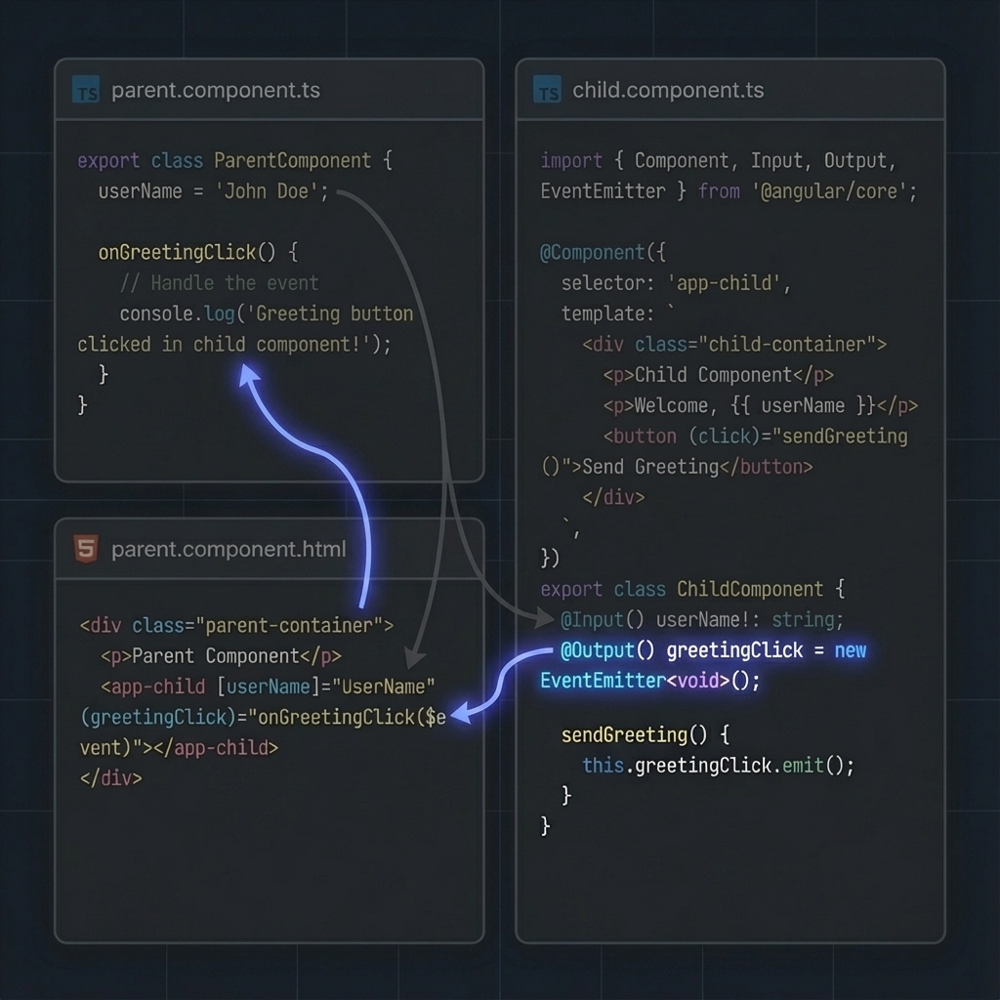 TS parent.component.ts
export class ParentComponent {
userName = 'John Doe';
onGreetingClick() {
// Handle the event
console.log('Greeting button
clicked in child component!');
}
}
5 parent.component.html
<div class="parent-container">
<p>Parent Component</p>
<app-child [userName]="UserName"
(greetingClick)="onGreetingClick($e
vent)"></app-child>
</div>
TS child.component.ts
import { Component, Input, Output,
EventEmitter } from '@angular/core';
@Component({
selector: 'app-child',
template: `
<div class="child-container">
<p>Child Component</p>
<p>Welcome, {{ userName }}</p>
<button (click)="sendGreeting
()">Send Greeting</button>
</div>
`,
})
export class ChildComponent {
@Input() userName!: string;
@Output() greetingClick = new
EventEmitter<void>();
sendGreeting() {
this.greetingClick.emit();
}
}